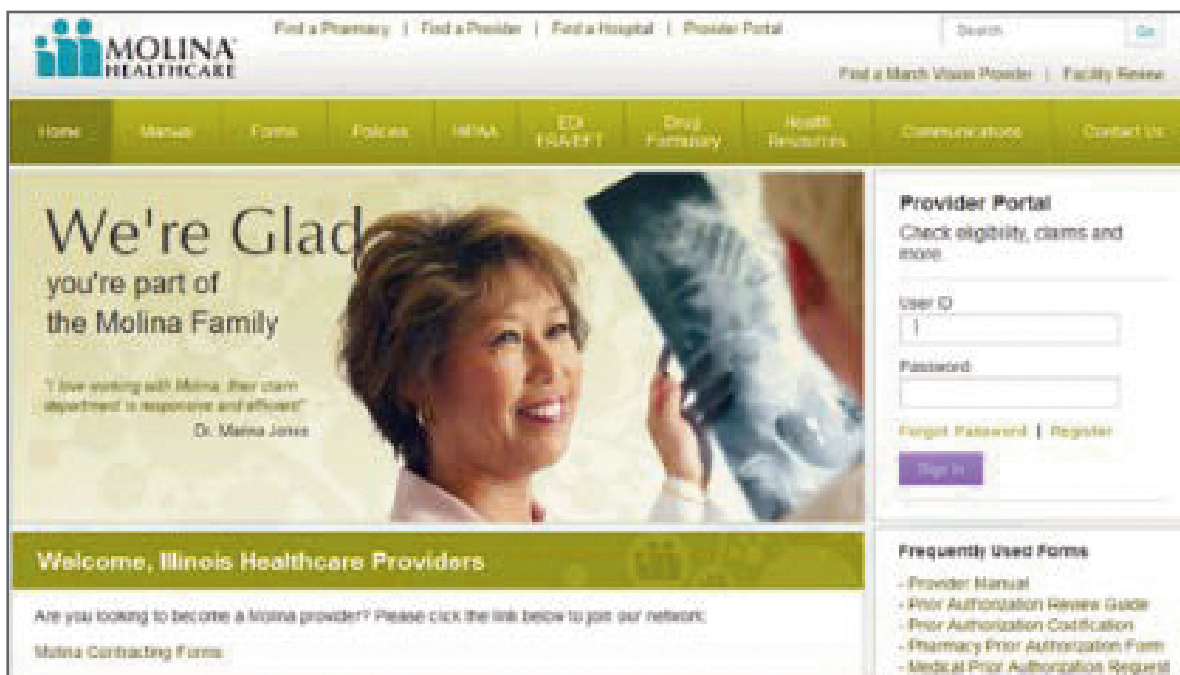 Find a Pharmacy | Find a Provider | Find a Hospital | Provider Portal
Search Go
MOLINA
HEALTHCARE
Find a March Vision Provider | Facility Review
Home Manual Forms Policies HIPAA EDI ERA/EFT Drug Formulary Health Resources Communications Contact Us
We're Glad
you're part of
the Molina Family
"I love working with Molina, their claim
department is responsive and efficient"
Dr. Marina Jones
Provider Portal
Check eligibility, claims and
more.
User ID
Password
Forgot Password | Register
Sign In
Welcome, Illinois Healthcare Providers
Are you looking to become a Molina provider? Please click the link below to join our network:
Molina Contracting Forms
Frequently Used Forms
- Provider Manual
- Prior Authorization Review Guide
- Prior Authorization Codification
- Pharmacy Prior Authorization Form
- Medical Prior Authorization Request